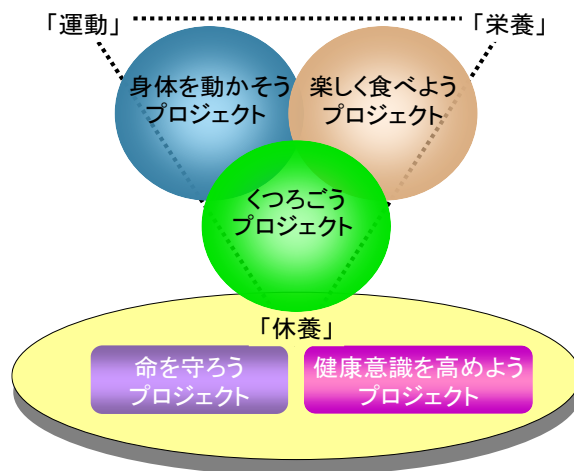 「運動」
「栄養」
身体を動かそう
プロジェクト
楽しく食べよう
プロジェクト
くつろごう
プロジェクト
「休養」
命を守ろう
プロジェクト
健康意識を高めよう
プロジェクト